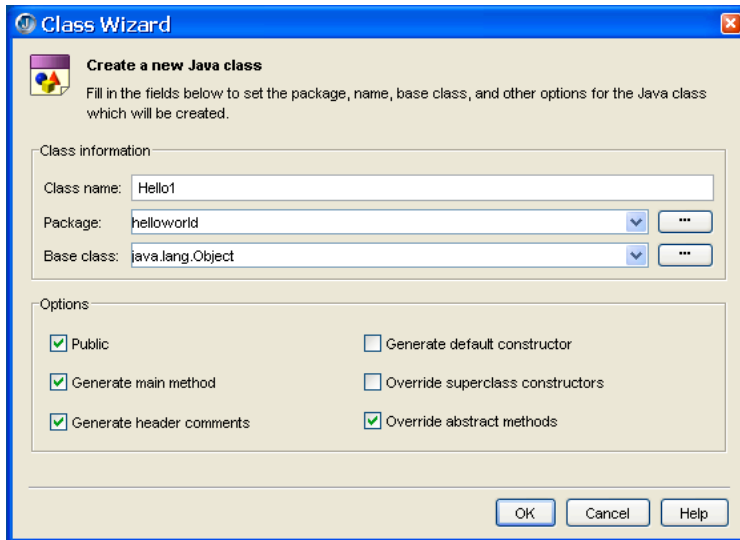 Class Wizard
Create a new Java class
Fill in the fields below to set the package, name, base class, and other options for the Java class
which will be created.
Class information
Class name: Hello1
Package: helloworld ...
Base class: java.lang.Object ...
Options
Public
Generate default constructor
Generate main method
Override superclass constructors
Generate header comments
Override abstract methods
OK Cancel Help